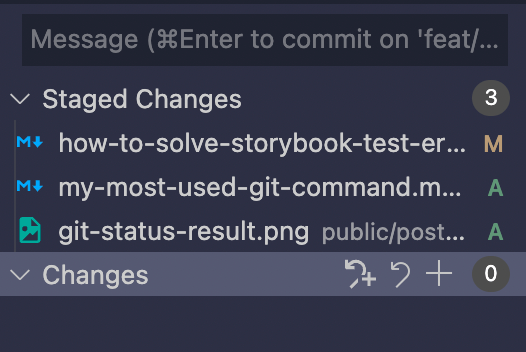 Message (⌘Enter to commit on 'feat/...
Staged Changes 3
how-to-solve-storybook-test-er... M
my-most-used-git-command.m... A
git-status-result.png public/post... A
Changes 0